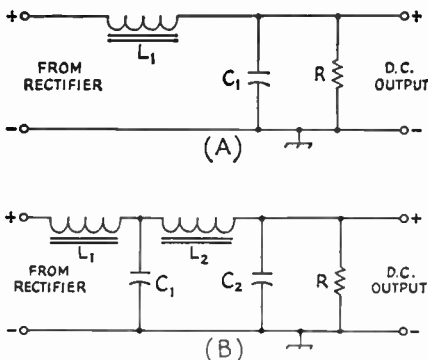 + +
L₁
FROM RECTIFIER
C₁ R
D.C. OUTPUT
- -
(A)
+ +
L₁ L₂
FROM RECTIFIER
C₁ C₂ R
D.C. OUTPUT
- -
(B)